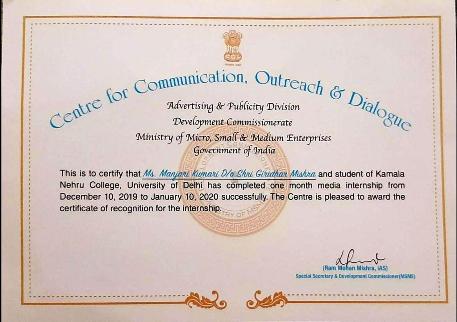 Centre for Communication, Outreach & Dialogue
Advertising & Publicity Division
Development Commissionerate
Ministry of Micro, Small & Medium Enterprises
Government of India
This is to certify that Ms. Manjari Kumari D/o Shri Giridhar Mishra and student of Kamala
Nehru College, University of Delhi has completed one month media internship from
December 10, 2019 to January 10, 2020 successfully. The Centre is pleased to award the
certificate of recognition for the internship.
(Ram Mohan Mishra, IAS)
Special Secretary & Development Commissioner(MSME)